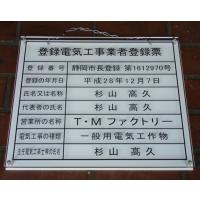 登録電気工事業者登録票
登録番号 静岡市長登録 第1612970号
登録の年月日 平成28年12月7日
氏名又は名称 杉山 高久
代表者の氏名 杉山 高久
営業所の名称 T・Mファクトリー
電気工事の種類 一般用電気工作物
主任電気工事士等の氏名 杉山 高久